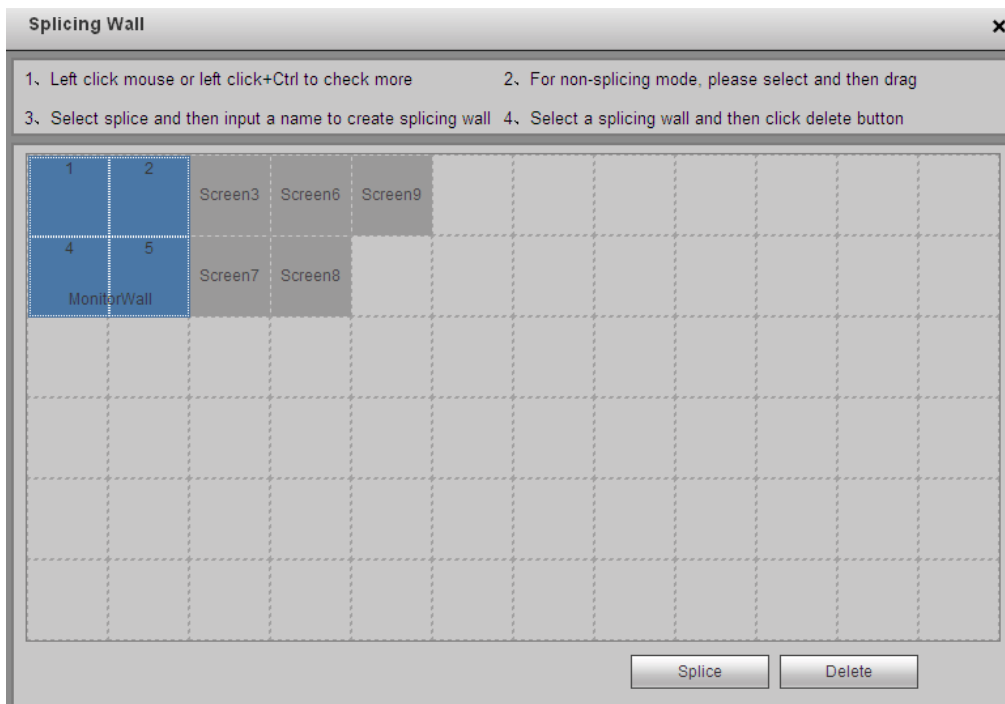 Splicing Wall
1、Left click mouse or left click+Ctrl to check more
2、For non-splicing mode, please select and then drag
3、Select splice and then input a name to create splicing wall
4、Select a splicing wall and then click delete button
1
2
Screen3
Screen6
Screen9
4
5
MonitorWall
Screen7
Screen8
Splice
Delete